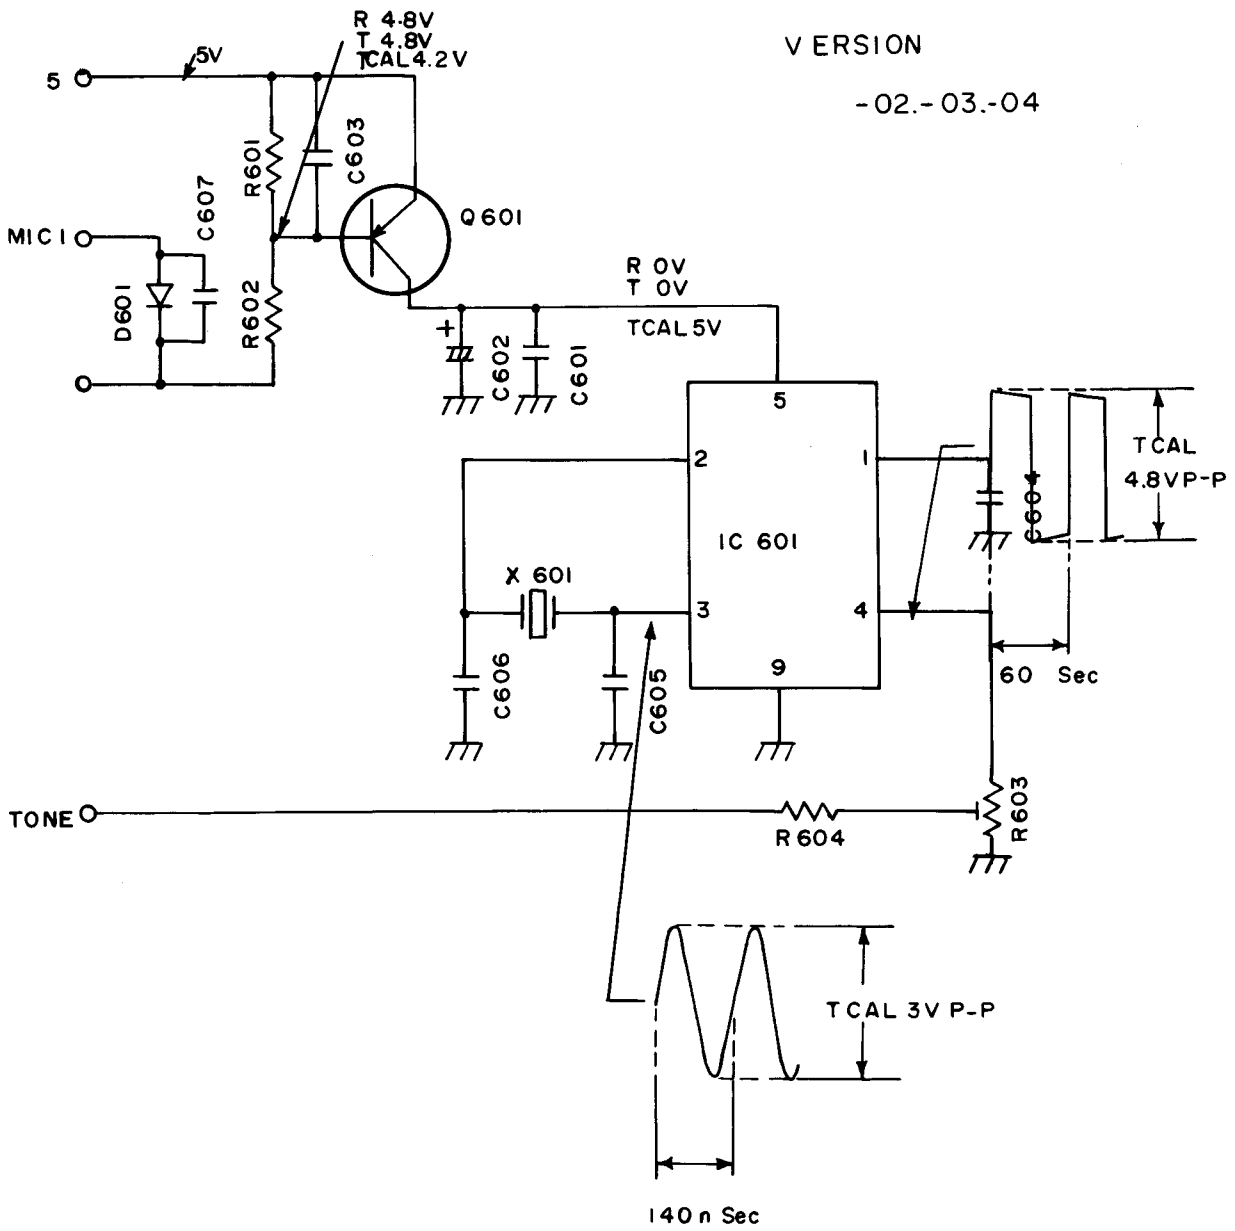 R 4.8V
T 4.8V
TCAL 4.2V
VERSION
-02.-03.-04
5
5V
R601
C603
C607
MIC1
Q601
D601
R602
R 0V
T 0V
TCAL 5V
+
C602
C601
5
2
1
IC 601
3
4
9
TCAL
4.8V P-P
C604
X 601
C606
C605
60 Sec
TONE
R604
R603
TCAL 3V P-P
140 n Sec